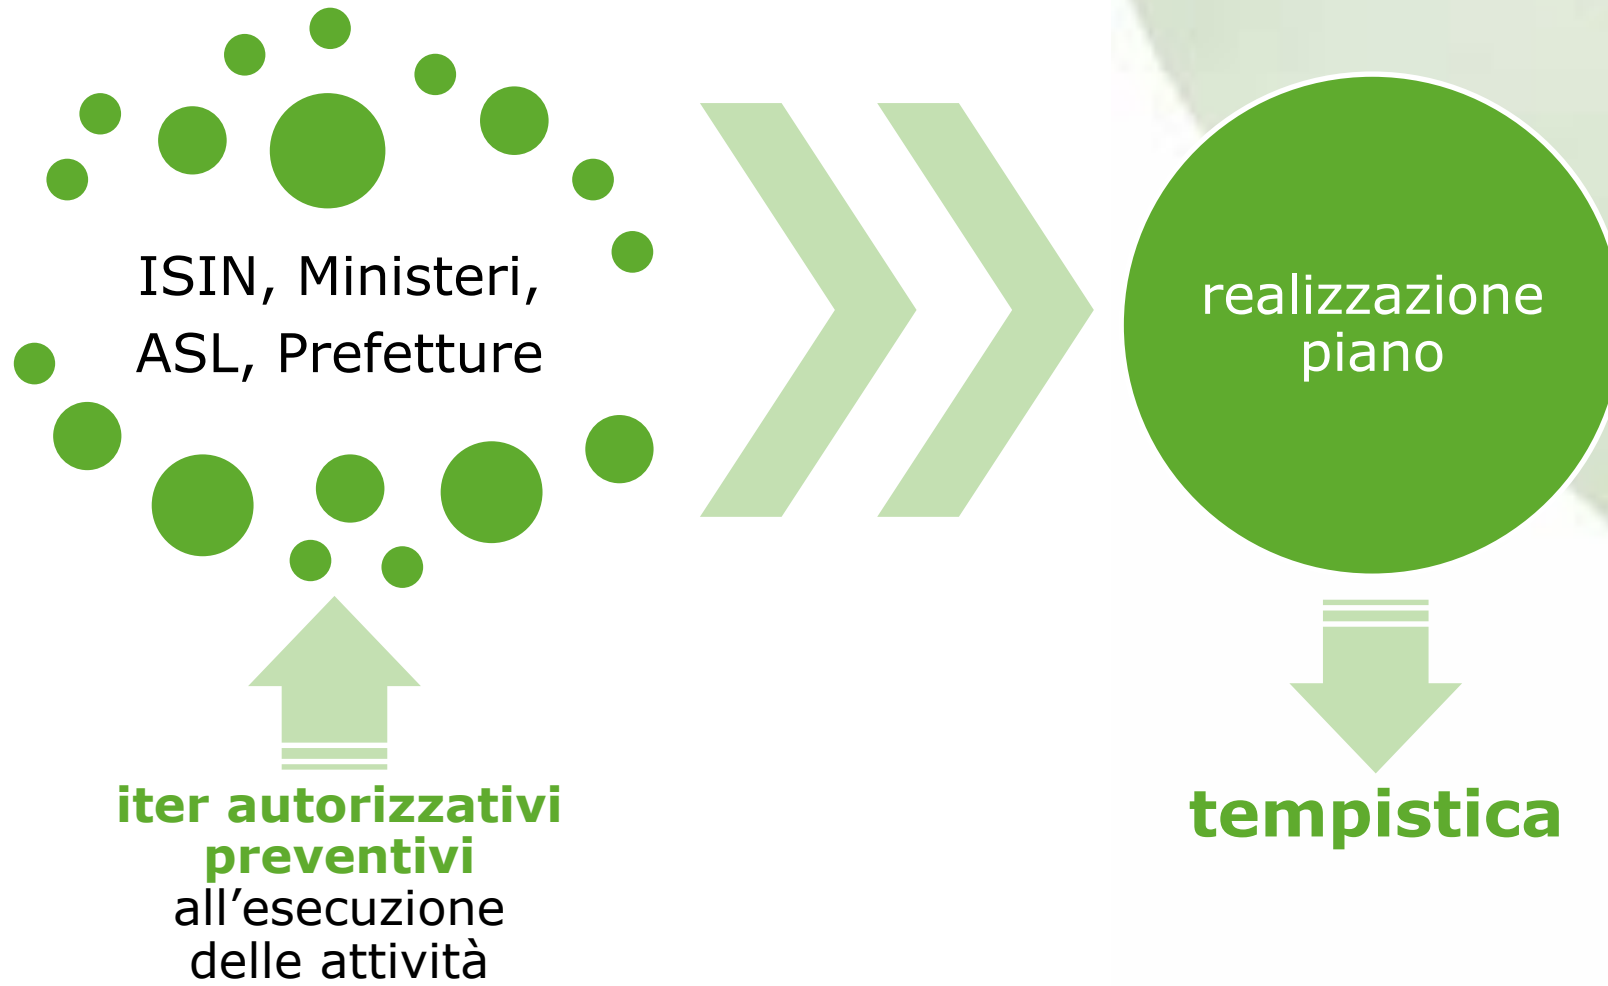 ISIN, Ministeri,
ASL, Prefetture
realizzazione
piano
iter autorizzativi
preventivi
all’esecuzione
delle attività
tempistica